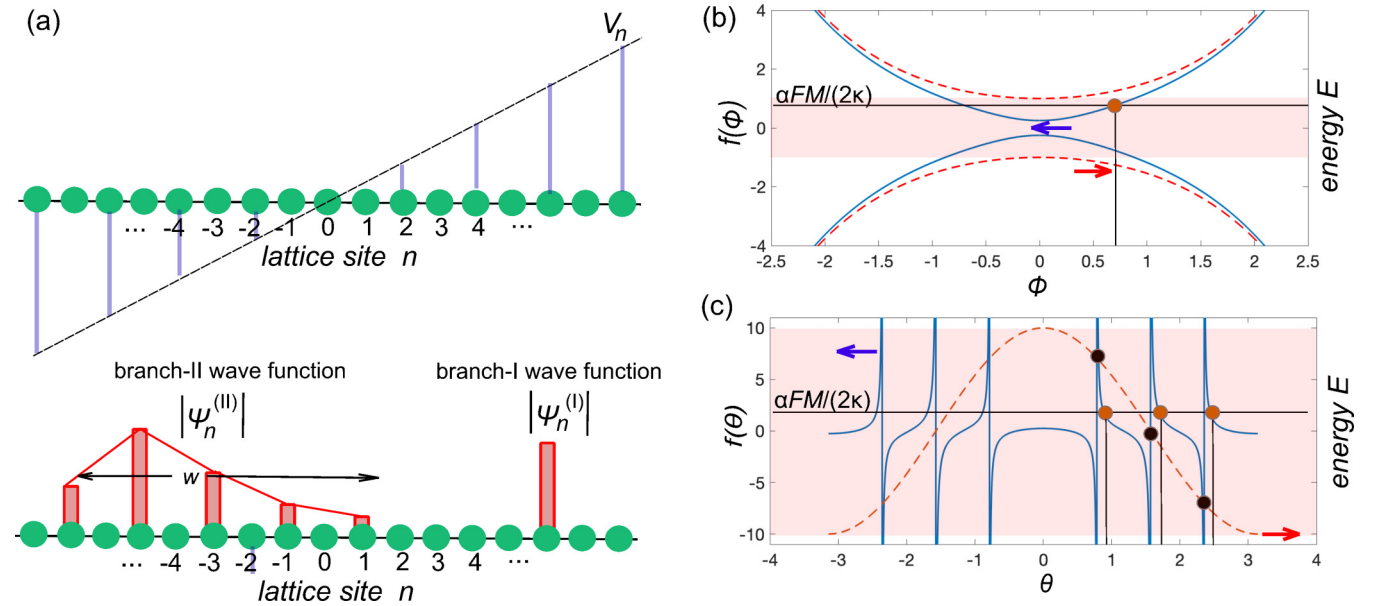 (a)
V_n
... -4 -3 -2 -1 0 1 2 3 4 ...
lattice site n
branch-II wave function
|ψ_n^(II)|
branch-I wave function
|ψ_n^(I)|
w
... -4 -3 -2 -1 0 1 2 3 4 ...
lattice site n
(b)
4
2
0
-2
-4
f(Φ)
αFM/(2κ)
energy E
-2.5 -2 -1.5 -1 -0.5 0 0.5 1 1.5 2 2.5
Φ
(c)
10
5
0
-5
-10
f(θ)
αFM/(2κ)
energy E
-4 -3 -2 -1 0 1 2 3 4
θ